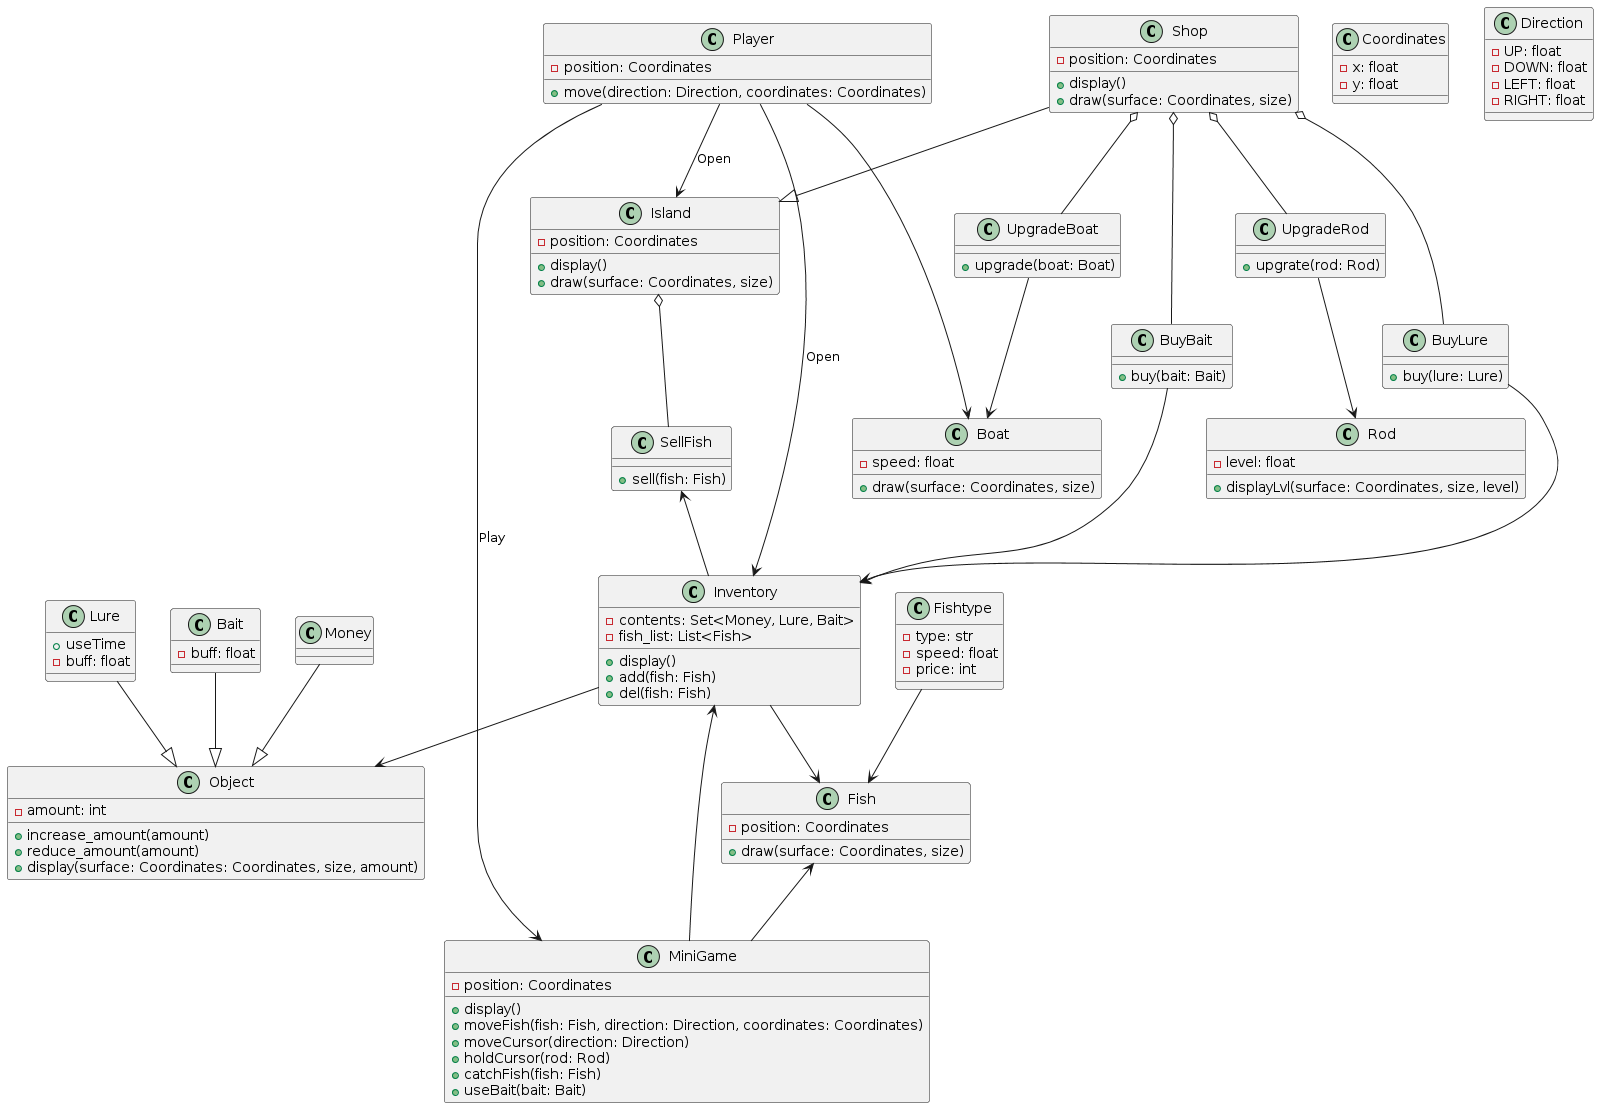 C Player
position: Coordinates
move(direction: Direction, coordinates: Coordinates)
C Shop
position: Coordinates
display()
draw(surface: Coordinates, size)
C Coordinates
x: float
y: float
C Direction
UP: float
DOWN: float
LEFT: float
RIGHT: float
Open
C Island
position: Coordinates
display()
draw(surface: Coordinates, size)
C UpgradeBoat
upgrade(boat: Boat)
C UpgradeRod
upgrate(rod: Rod)
Open
C BuyBait
buy(bait: Bait)
C BuyLure
buy(lure: Lure)
C SellFish
sell(fish: Fish)
C Boat
speed: float
draw(surface: Coordinates, size)
C Rod
level: float
displayLvl(surface: Coordinates, size, level)
Play
C Lure
useTime
buff: float
C Bait
buff: float
C Money
C Inventory
contents: Set<Money, Lure, Bait>
fish_list: List<Fish>
display()
add(fish: Fish)
del(fish: Fish)
C Fishtype
type: str
speed: float
price: int
C Object
amount: int
increase_amount(amount)
reduce_amount(amount)
display(surface: Coordinates: Coordinates, size, amount)
C Fish
position: Coordinates
draw(surface: Coordinates, size)
C MiniGame
position: Coordinates
display()
moveFish(fish: Fish, direction: Direction, coordinates: Coordinates)
moveCursor(direction: Direction)
holdCursor(rod: Rod)
catchFish(fish: Fish)
useBait(bait: Bait)